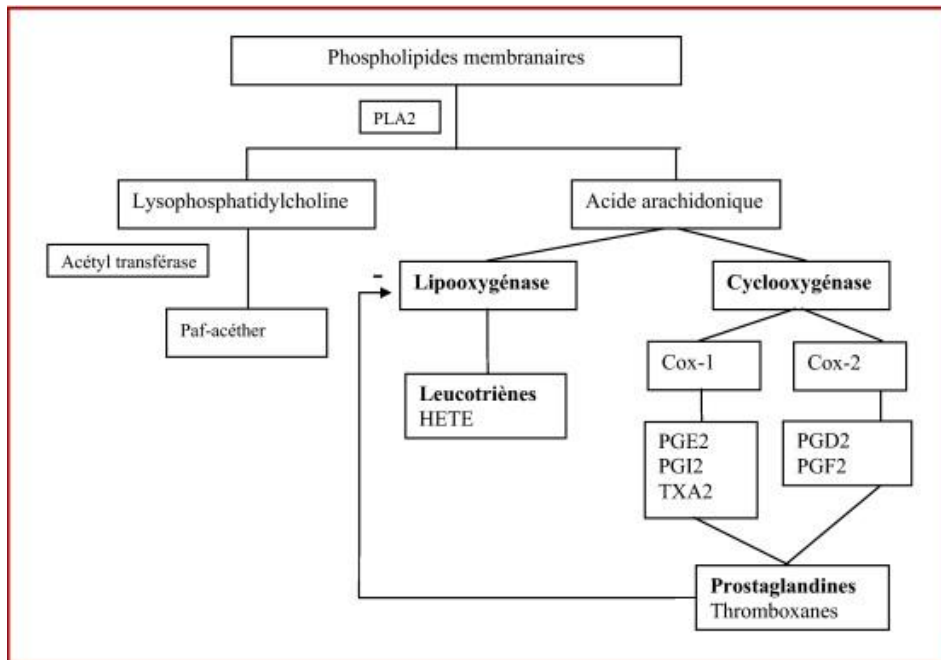 Phospholipides membranaires
PLA2
Lysophosphatidylcholine
Acide arachidonique
Acétyl transférase
-
Lipooxygénase
Cyclooxygénase
Paf-acéther
Cox-1
Cox-2
Leucotriènes
HETE
PGE2
PGI2
TXA2
PGD2
PGF2
Prostaglandines
Thromboxanes